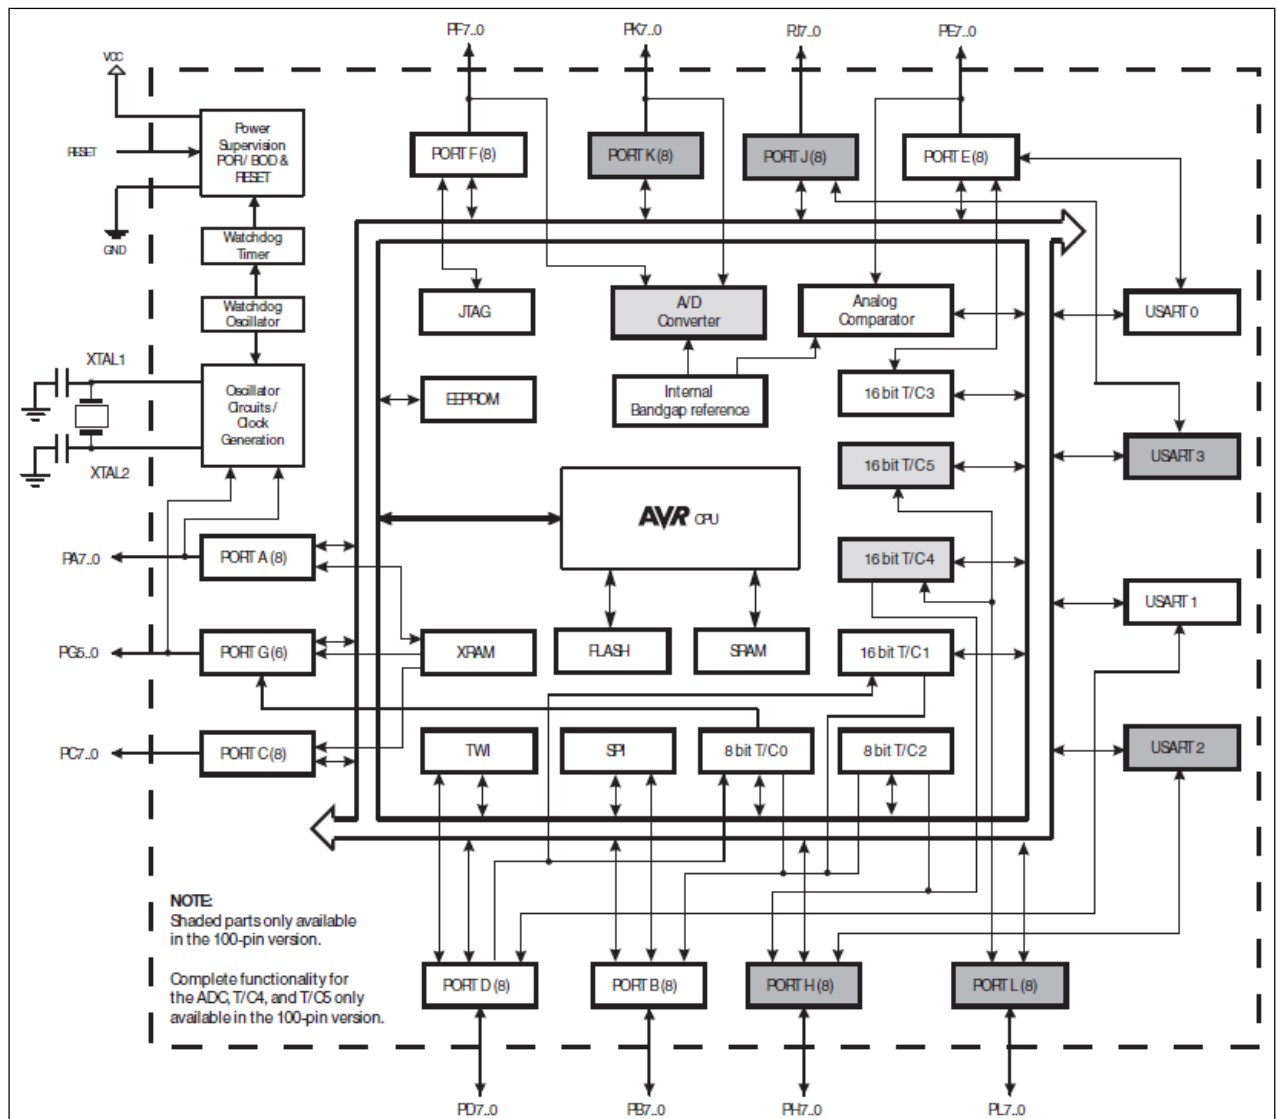 PF7..0
PK7..0
PJ7..0
PE7..0
VCC
RESET
GND
Power
Supervision
POR / BOD &
RESET
PORT F (8)
PORT K (8)
PORT J (8)
PORT E (8)
Watchdog
Timer
Watchdog
Oscillator
JTAG
A/D
Converter
Analog
Comparator
USART 0
XTAL1
Oscillator
Circuits /
Clock
Generation
XTAL2
EEPROM
Internal
Bandgap reference
16 bit T/C3
16 bit T/C5
USART 3
AVR CPU
PA7..0
PORT A (8)
16 bit T/C4
USART 1
PG5..0
PORT G (6)
XRAM
FLASH
SRAM
16 bit T/C1
PC7..0
PORT C (8)
TWI
SPI
8 bit T/C0
8 bit T/C2
USART 2
NOTE:
Shaded parts only available
in the 100-pin version.
Complete functionality for
the ADC, T/C4, and T/C5 only
available in the 100-pin version.
PORT D (8)
PORT B (8)
PORT H (8)
PORT L (8)
PD7..0
PB7..0
PH7..0
PL7..0